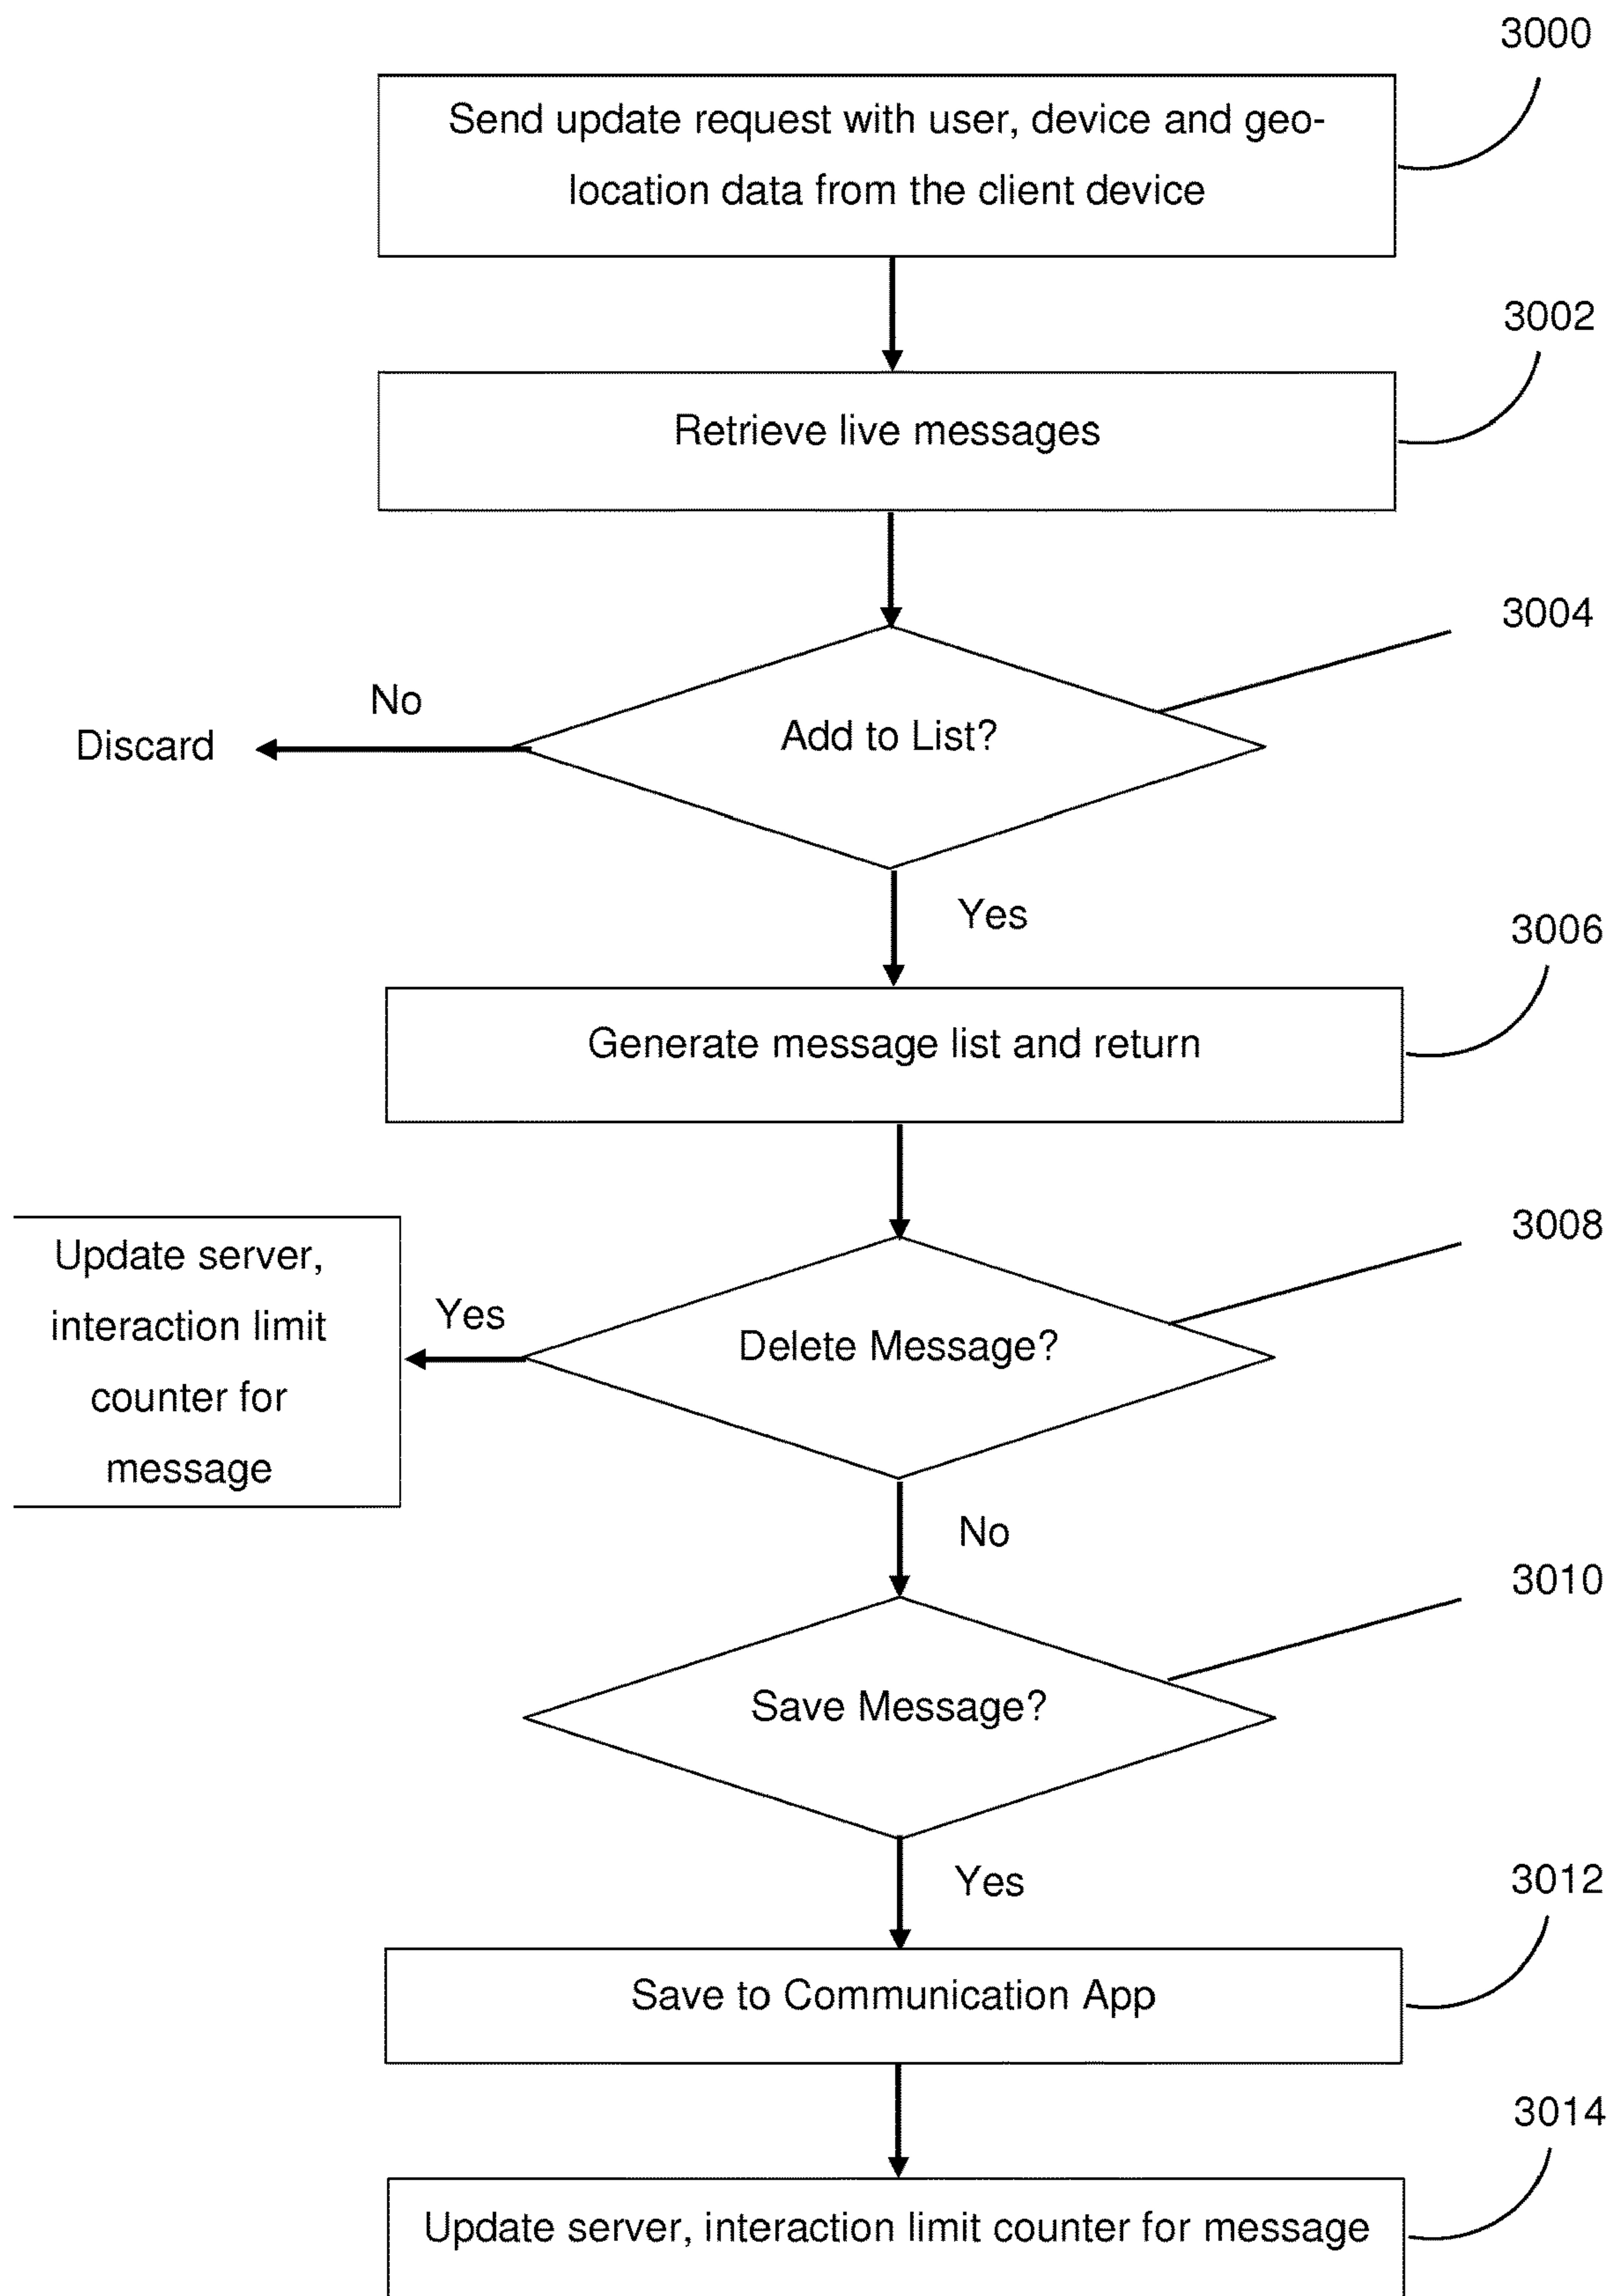 3000
Send update request with user, device and geo-
location data from the client device
3002
Retrieve live messages
3004
No
Discard
Add to List?
Yes
3006
Generate message list and return
3008
Update server,
interaction limit
counter for
message
Yes
Delete Message?
No
3010
Save Message?
Yes
3012
Save to Communication App
3014
Update server, interaction limit counter for message